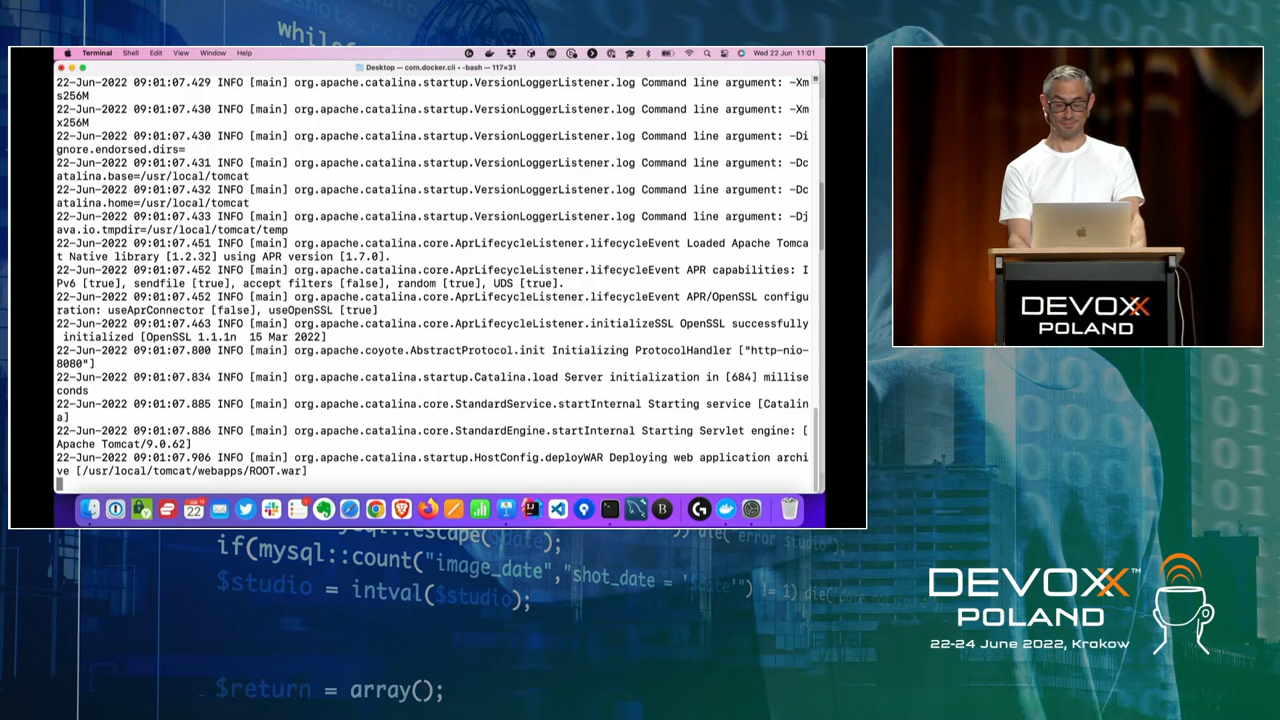 while
Terminal Shell Edit View Window Help Wed 22 Jun 11:01
Desktop — com.docker.cli • -bash — 117×31
22-Jun-2022 09:01:07.429 INFO [main] org.apache.catalina.startup.VersionLoggerListener.log Command line argument: -Xm
s256M
22-Jun-2022 09:01:07.430 INFO [main] org.apache.catalina.startup.VersionLoggerListener.log Command line argument: -Xm
x256M
22-Jun-2022 09:01:07.430 INFO [main] org.apache.catalina.startup.VersionLoggerListener.log Command line argument: -Di
gnore.endorsed.dirs=
22-Jun-2022 09:01:07.431 INFO [main] org.apache.catalina.startup.VersionLoggerListener.log Command line argument: -Dc
atalina.base=/usr/local/tomcat
22-Jun-2022 09:01:07.432 INFO [main] org.apache.catalina.startup.VersionLoggerListener.log Command line argument: -Dc
atalina.home=/usr/local/tomcat
22-Jun-2022 09:01:07.433 INFO [main] org.apache.catalina.startup.VersionLoggerListener.log Command line argument: -Dj
ava.io.tmpdir=/usr/local/tomcat/temp
22-Jun-2022 09:01:07.451 INFO [main] org.apache.catalina.core.AprLifecycleListener.lifecycleEvent Loaded Apache Tomca
t Native library [1.2.32] using APR version [1.7.0].
22-Jun-2022 09:01:07.452 INFO [main] org.apache.catalina.core.AprLifecycleListener.lifecycleEvent APR capabilities: I
Pv6 [true], sendfile [true], accept filters [false], random [true], UDS [true].
22-Jun-2022 09:01:07.452 INFO [main] org.apache.catalina.core.AprLifecycleListener.lifecycleEvent APR/OpenSSL configu
ration: useAprConnector [false], useOpenSSL [true]
22-Jun-2022 09:01:07.463 INFO [main] org.apache.catalina.core.AprLifecycleListener.initializeSSL OpenSSL successfully
initialized [OpenSSL 1.1.1n 15 Mar 2022]
22-Jun-2022 09:01:07.800 INFO [main] org.apache.coyote.AbstractProtocol.init Initializing ProtocolHandler ["http-nio-
8080"]
22-Jun-2022 09:01:07.834 INFO [main] org.apache.catalina.startup.Catalina.load Server initialization in [684] millise
conds
22-Jun-2022 09:01:07.885 INFO [main] org.apache.catalina.core.StandardService.startInternal Starting service [Catalin
a]
22-Jun-2022 09:01:07.886 INFO [main] org.apache.catalina.core.StandardEngine.startInternal Starting Servlet engine: [
Apache Tomcat/9.0.62]
22-Jun-2022 09:01:07.906 INFO [main] org.apache.catalina.startup.HostConfig.deployWAR Deploying web application archi
ve [/usr/local/tomcat/webapps/ROOT.war]
22
DEVOXX
POLAND
if(mysql::count("image_date","shot_date = '
$studio = intval($studio);
$return = array();
DEVOXX™
POLAND
22-24 June 2022, Krakow